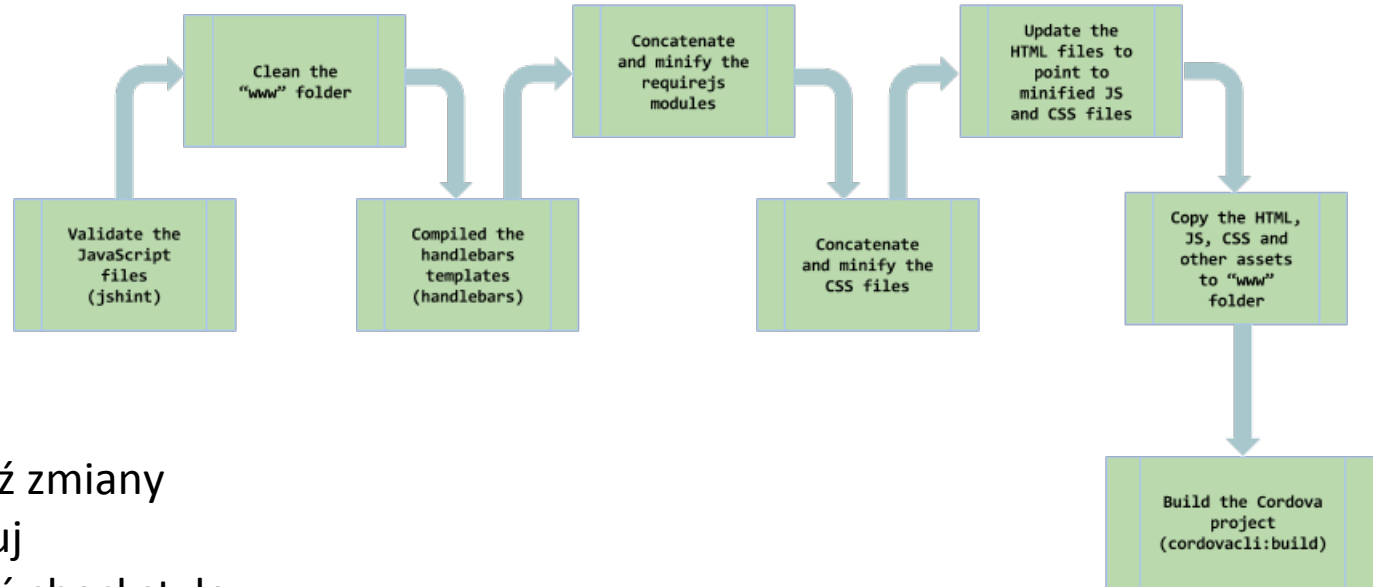 Validate the
JavaScript
files
(jshint)
Clean the
“www” folder
Compiled the
handlebars
templates
(handlebars)
Concatenate
and minify the
requirejs
modules
Concatenate
and minify the
CSS files
Update the
HTML files to
point to
minified JS
and CSS files
Copy the HTML,
JS, CSS and
other assets
to “www”
folder
Build the Cordova
project
(cordovacli:build)
zmiany